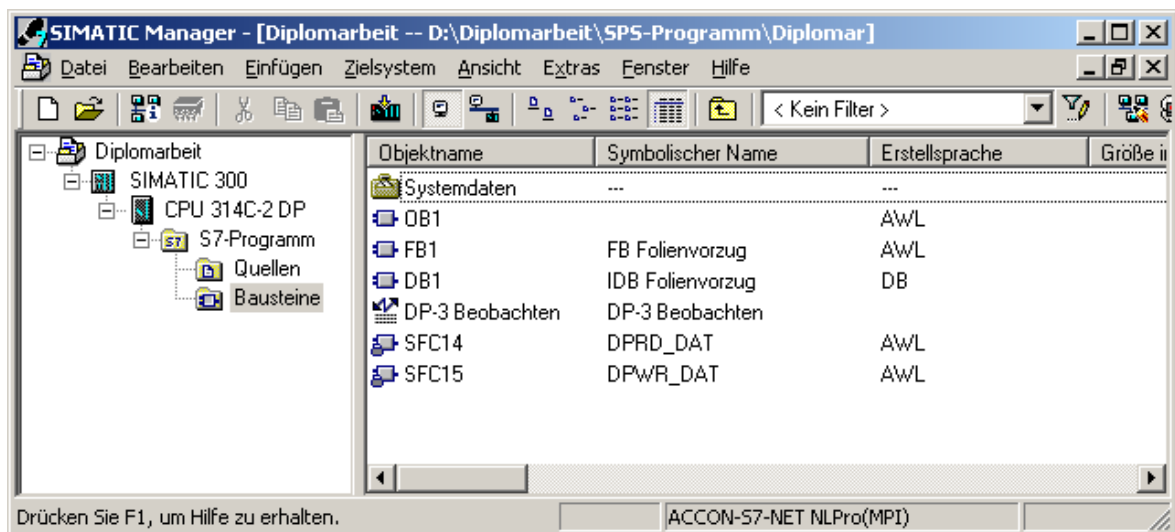 SIMATIC Manager - [Diplomarbeit -- D:\Diplomarbeit\SPS-Programm\Diplomar]
Datei Bearbeiten Einfügen Zielsystem Ansicht Extras Fenster Hilfe
< Kein Filter >
Diplomarbeit
SIMATIC 300
CPU 314C-2 DP
S7-Programm
Quellen
Bausteine
Objektname Symbolischer Name Erstellsprache Größe i
Systemdaten --- ---
OB1 AWL
FB1 FB Folienvorzug AWL
DB1 IDB Folienvorzug DB
DP-3 Beobachten DP-3 Beobachten
SFC14 DPRD_DAT AWL
SFC15 DPWR_DAT AWL
Drücken Sie F1, um Hilfe zu erhalten. ACCON-S7-NET NLPro(MPI)